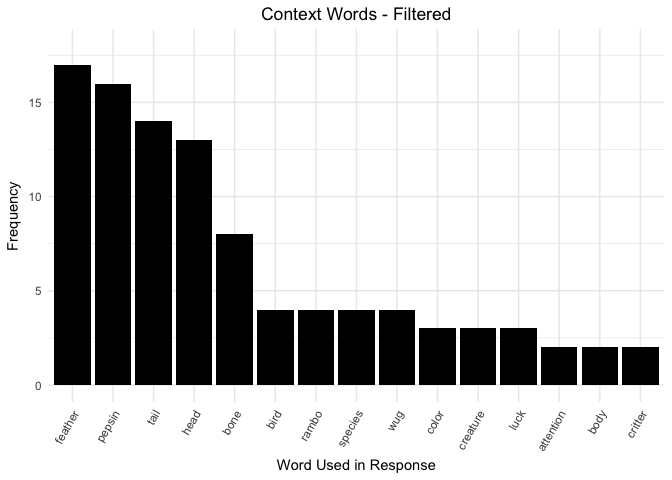 Context Words - Filtered
Frequency
15
10
5
0
feather
pepsin
tail
head
bone
bird
rambo
species
wug
color
creature
luck
attention
body
critter
Word Used in Response